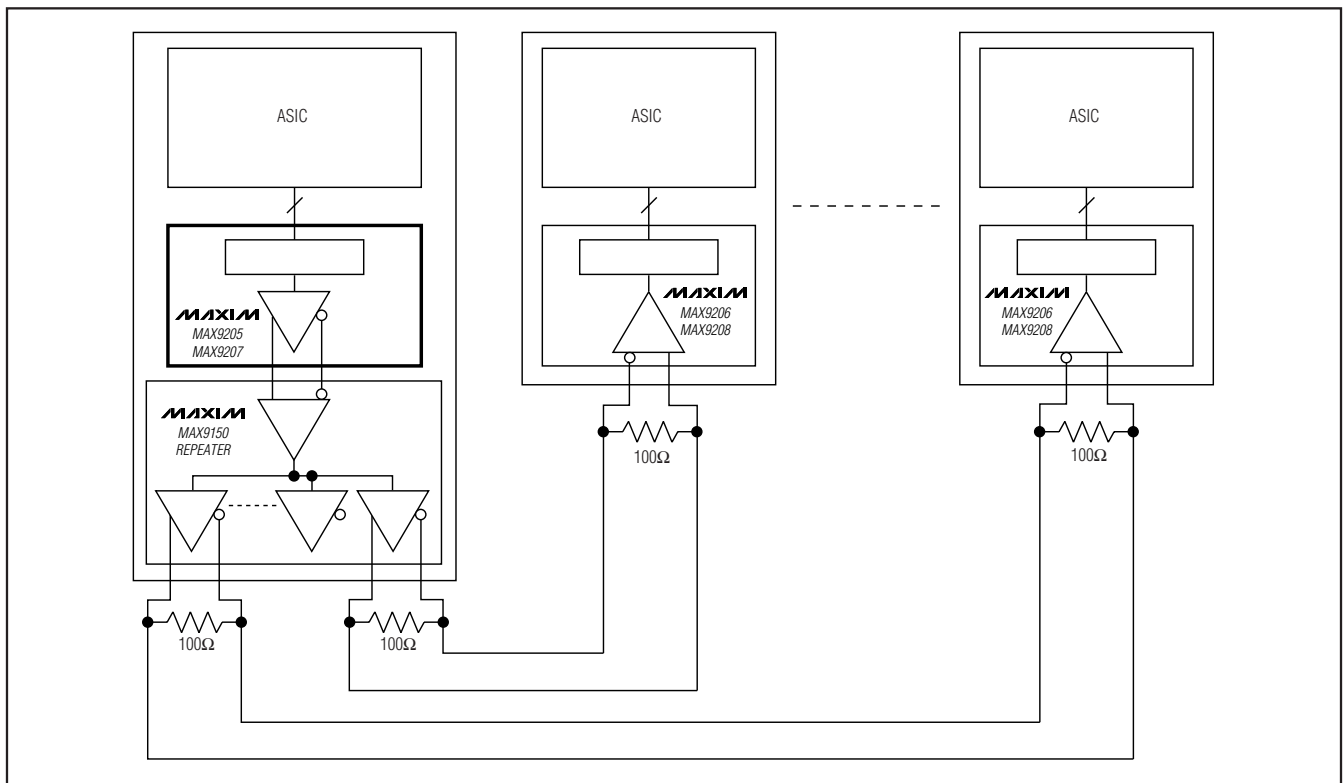 ASIC
ASIC
ASIC
MAXIM
MAX9205
MAX9207
MAXIM
MAX9206
MAX9208
MAXIM
MAX9206
MAX9208
MAXIM
MAX9150
REPEATER
100Ω
100Ω
100Ω
100Ω